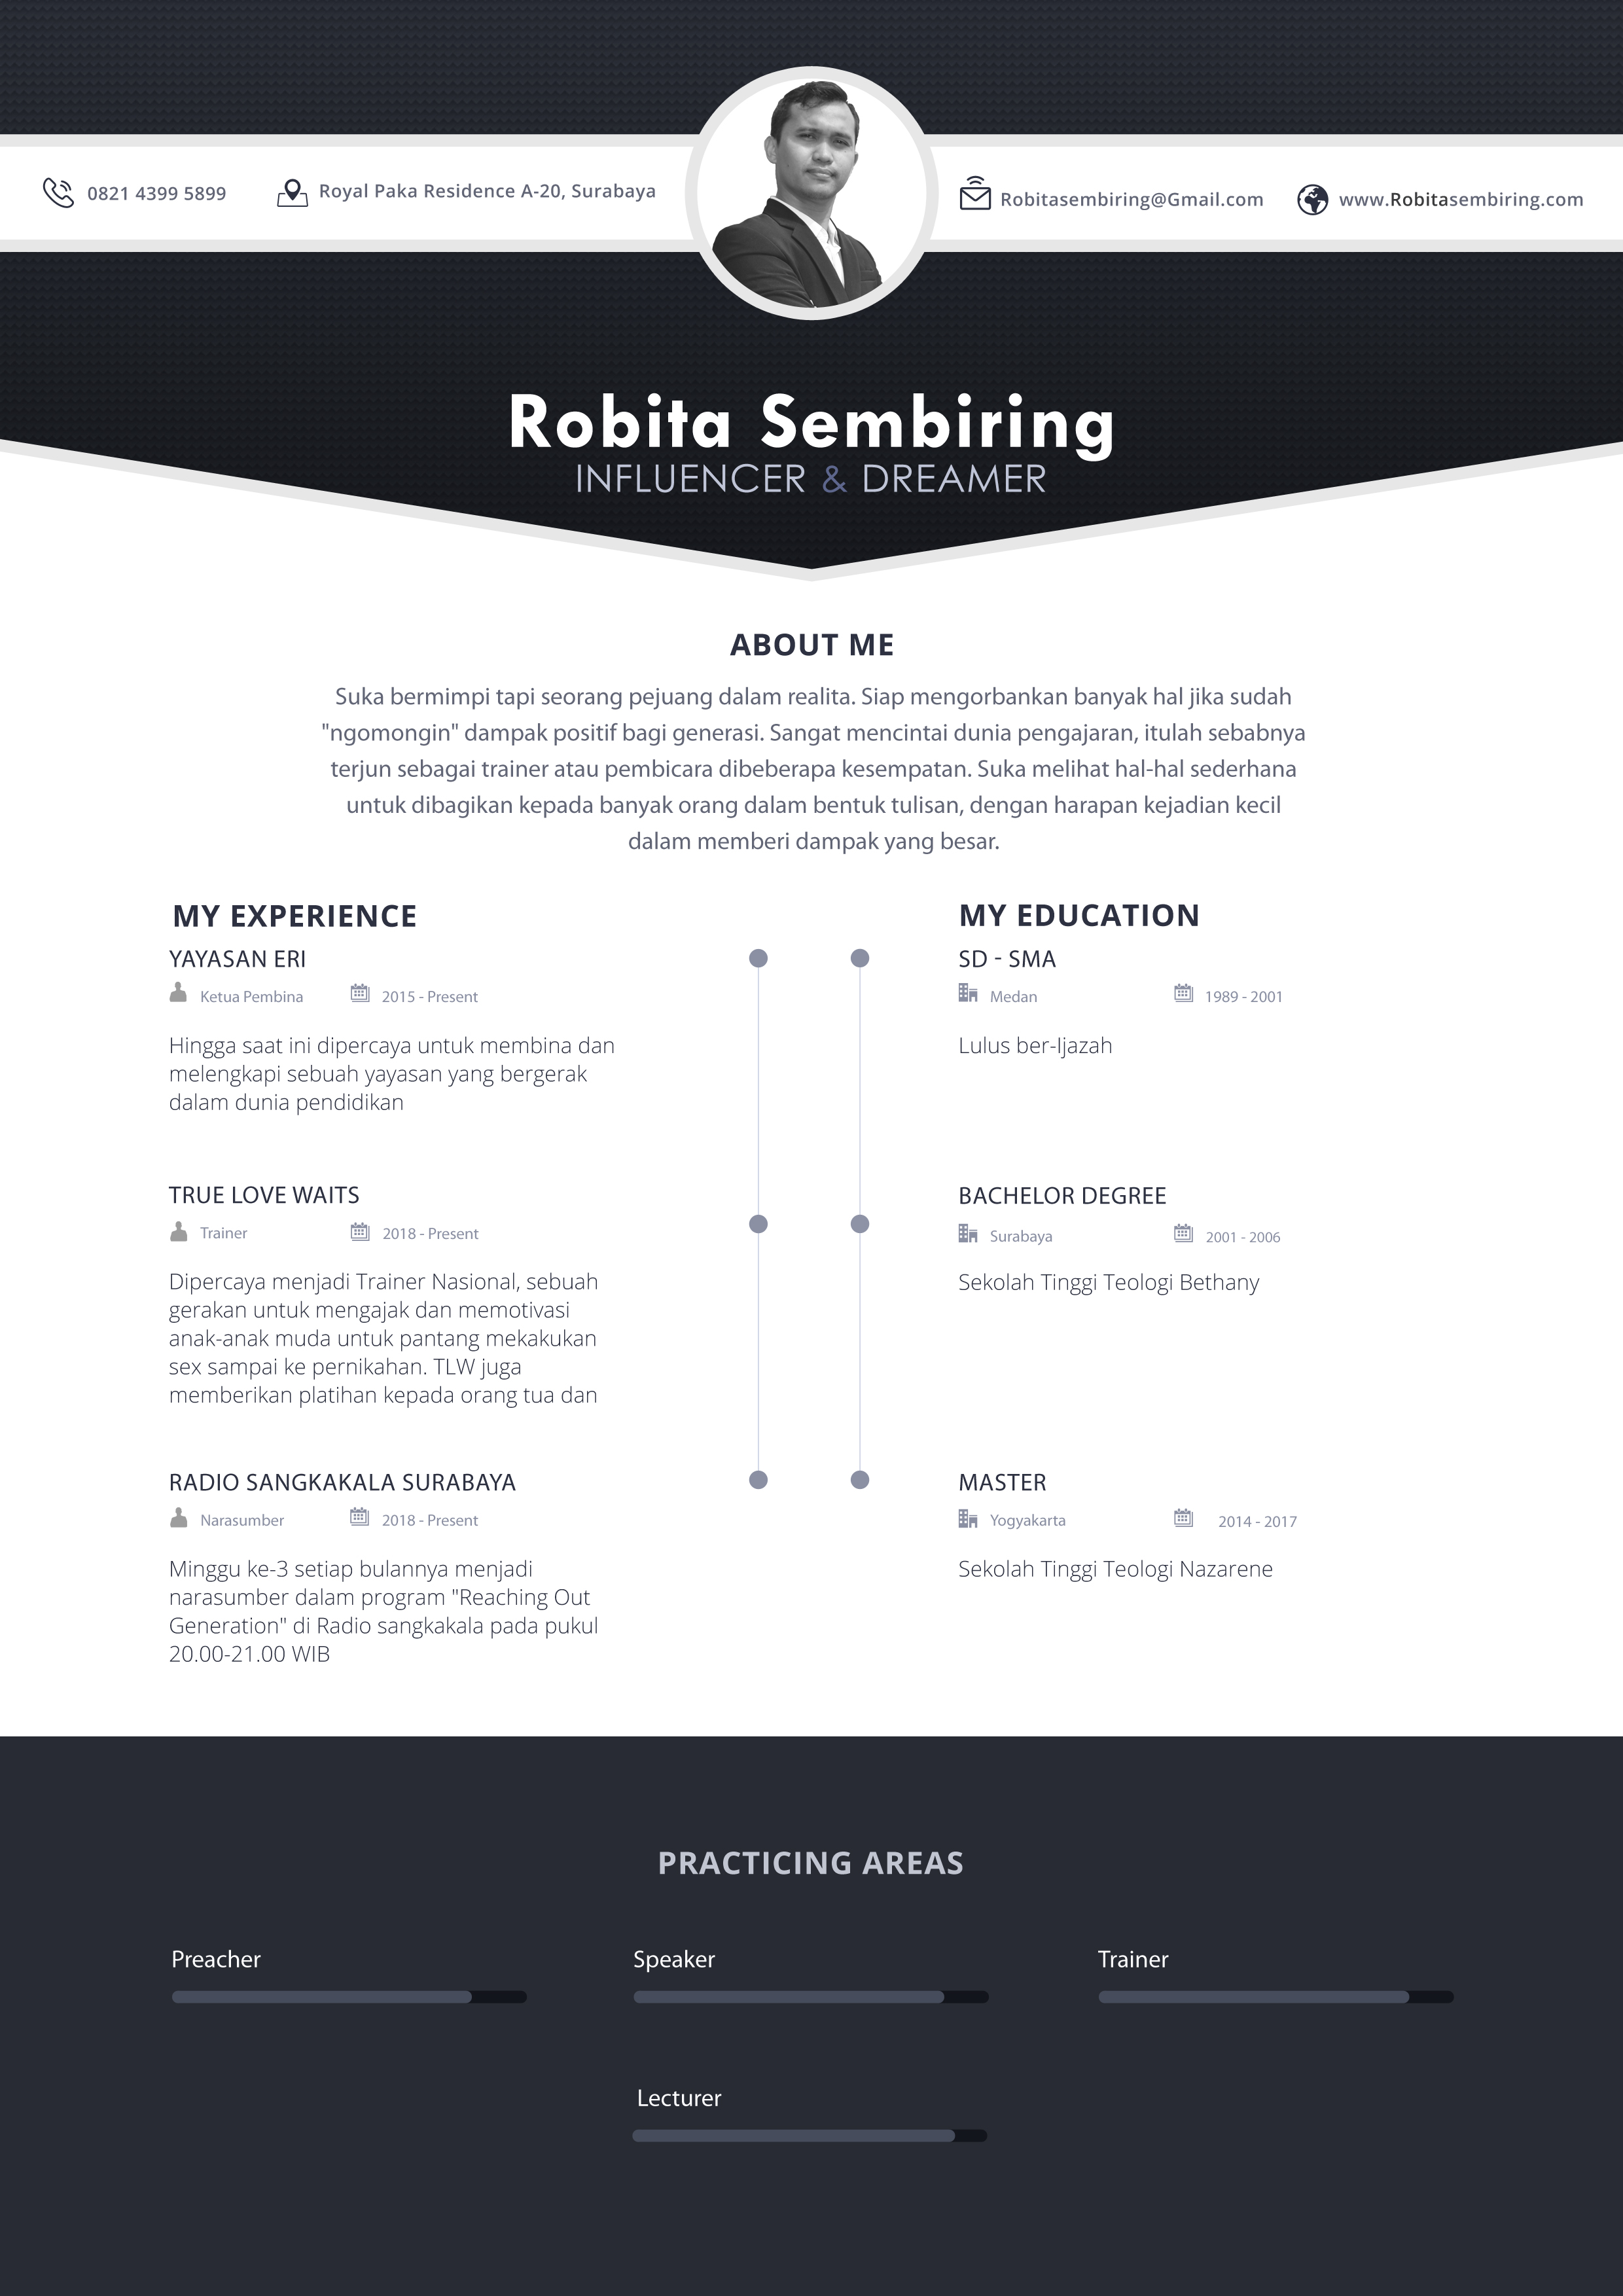 0821 4399 5899
Royal Paka Residence A-20, Surabaya
Robitasembiring@Gmail.com
www.Robitasembiring.com
Robita Sembiring
INFLUENCER & DREAMER
ABOUT ME
Suka bermimpi tapi seorang pejuang dalam realita. Siap mengorbankan banyak hal jika sudah
"ngomongin" dampak positif bagi generasi. Sangat mencintai dunia pengajaran, itulah sebabnya
terjun sebagai trainer atau pembicara dibeberapa kesempatan. Suka melihat hal-hal sederhana
untuk dibagikan kepada banyak orang dalam bentuk tulisan, dengan harapan kejadian kecil
dalam memberi dampak yang besar.
MY EXPERIENCE
YAYASAN ERI
Ketua Pembina
2015 - Present
Hingga saat ini dipercaya untuk membina dan
melengkapi sebuah yayasan yang bergerak
dalam dunia pendidikan
TRUE LOVE WAITS
Trainer
2018 - Present
Dipercaya menjadi Trainer Nasional, sebuah
gerakan untuk mengajak dan memotivasi
anak-anak muda untuk pantang mekakukan
sex sampai ke pernikahan. TLW juga
memberikan platihan kepada orang tua dan
RADIO SANGKAKALA SURABAYA
Narasumber
2018 - Present
Minggu ke-3 setiap bulannya menjadi
narasumber dalam program "Reaching Out
Generation" di Radio sangkakala pada pukul
20.00-21.00 WIB
MY EDUCATION
SD - SMA
Medan
1989 - 2001
Lulus ber-Ijazah
BACHELOR DEGREE
Surabaya
2001 - 2006
Sekolah Tinggi Teologi Bethany
MASTER
Yogyakarta
2014 - 2017
Sekolah Tinggi Teologi Nazarene
PRACTICING AREAS
Preacher
Speaker
Trainer
Lecturer